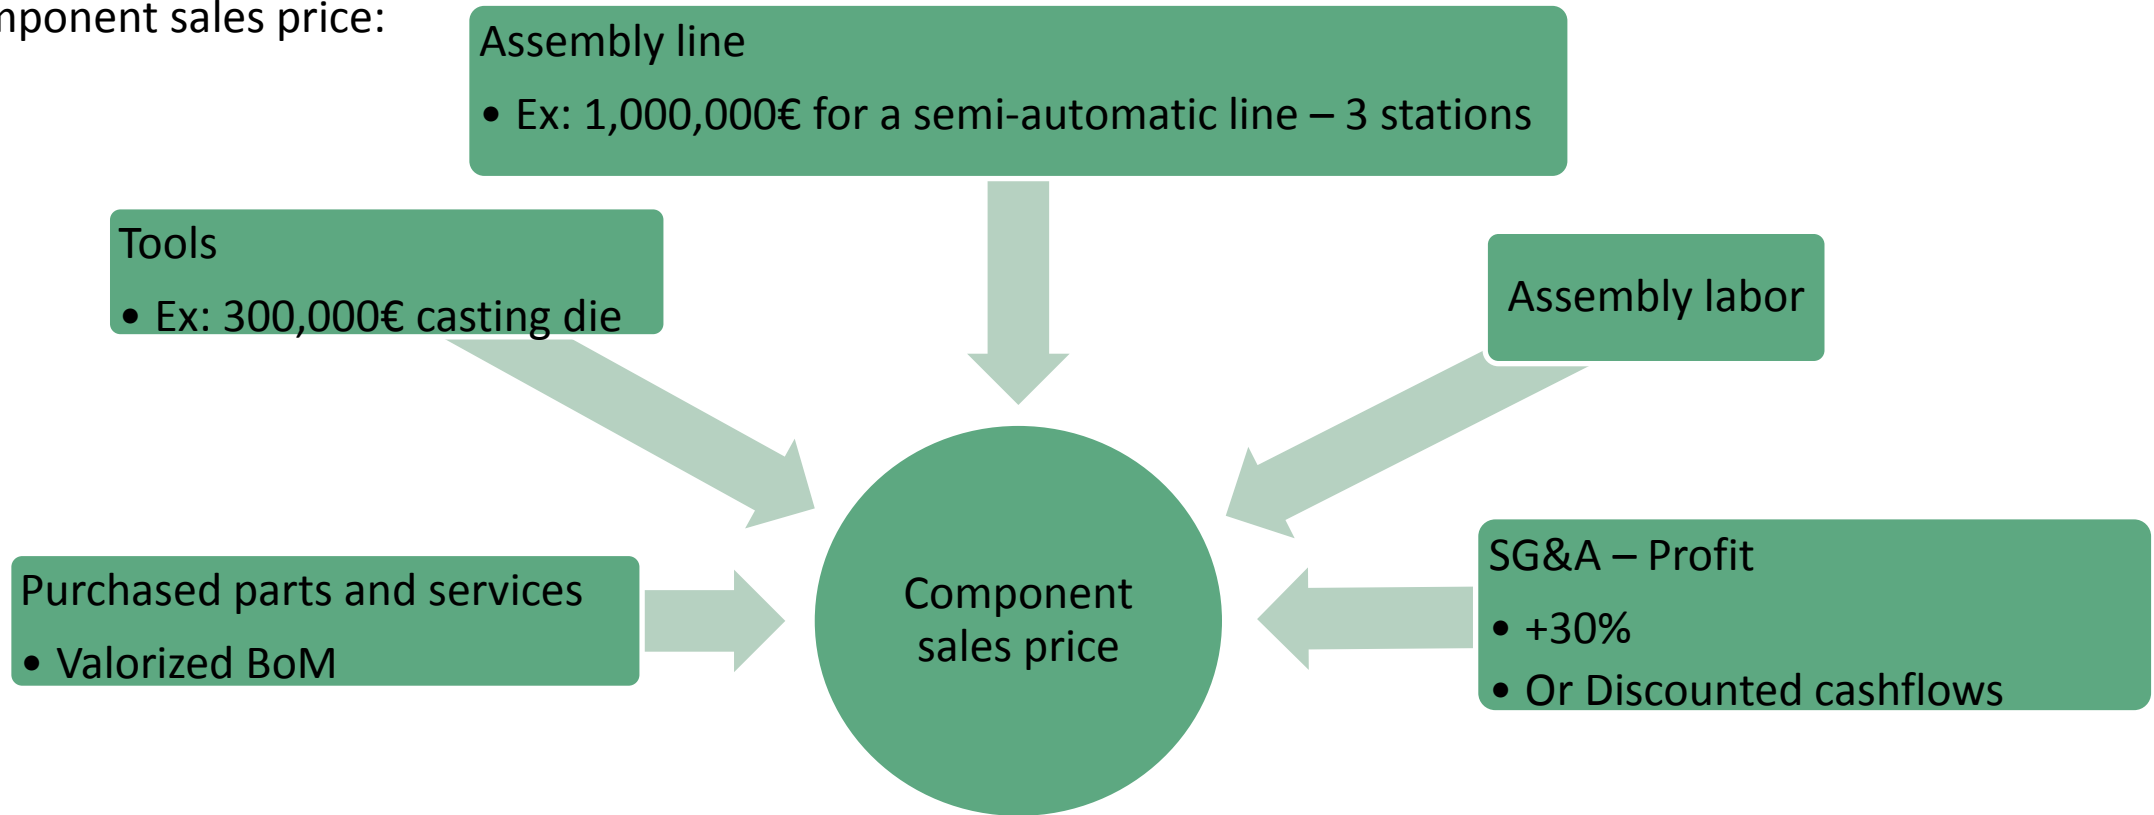 mponent sales price:
Assembly line
• Ex: 1,000,000€ for a semi-automatic line – 3 stations
Tools
• Ex: 300,000€ casting die
Assembly labor
Purchased parts and services
• Valorized BoM
Component
sales price
SG&A – Profit
• +30%
• Or Discounted cashflows